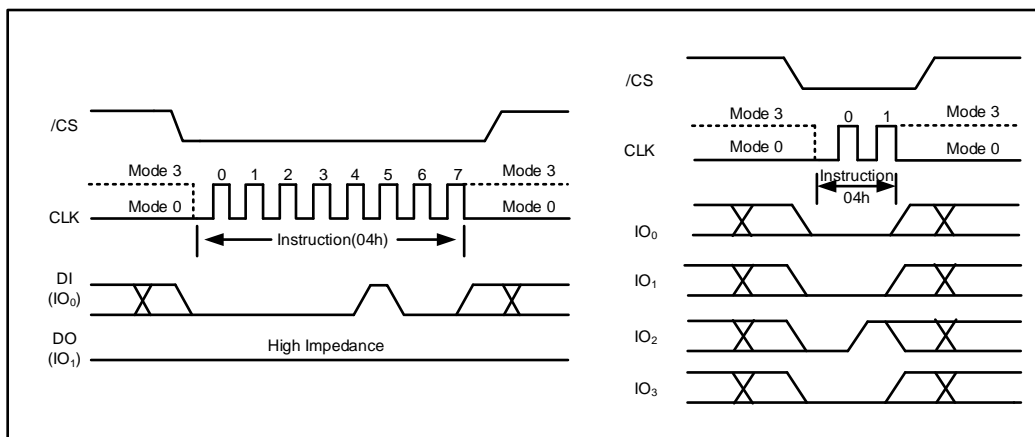 /CS
Mode 3
0 1 2 3 4 5 6 7
Mode 3
CLK
Mode 0
Mode 0
Instruction(04h)
DI
(IO0)
DO
(IO1)
High Impedance
/CS
Mode 3
0 1
Mode 3
CLK
Mode 0
Mode 0
Instruction
04h
IO0
IO1
IO2
IO3